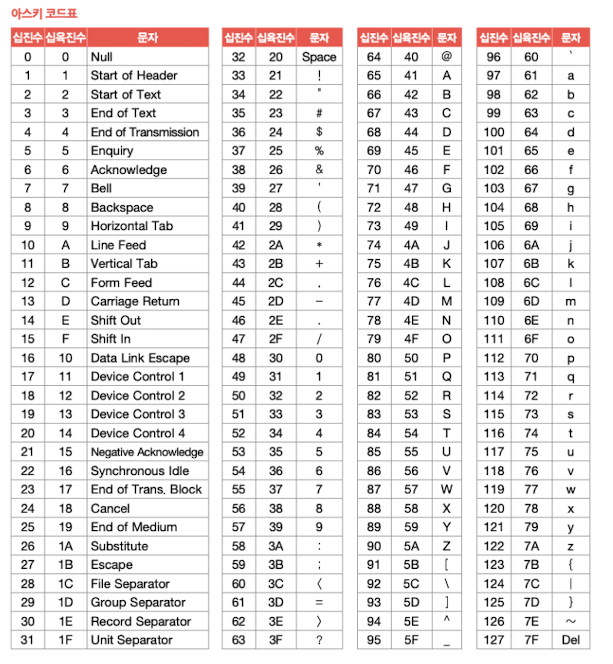 아스키 코드표
십진수 십육진수 문자
0 0 Null
1 1 Start of Header
2 2 Start of Text
3 3 End of Text
4 4 End of Transmission
5 5 Enquiry
6 6 Acknowledge
7 7 Bell
8 8 Backspace
9 9 Horizontal Tab
10 A Line Feed
11 B Vertical Tab
12 C Form Feed
13 D Carriage Return
14 E Shift Out
15 F Shift In
16 10 Data Link Escape
17 11 Device Control 1
18 12 Device Control 2
19 13 Device Control 3
20 14 Device Control 4
21 15 Negative Acknowledge
22 16 Synchronous Idle
23 17 End of Trans. Block
24 18 Cancel
25 19 End of Medium
26 1A Substitute
27 1B Escape
28 1C File Separator
29 1D Group Separator
30 1E Record Separator
31 1F Unit Separator
십진수 십육진수 문자
32 20 Space
33 21 !
34 22 "
35 23 #
36 24 $
37 25 %
38 26 &
39 27 '
40 28 (
41 29 )
42 2A *
43 2B +
44 2C ,
45 2D −
46 2E .
47 2F /
48 30 0
49 31 1
50 32 2
51 33 3
52 34 4
53 35 5
54 36 6
55 37 7
56 38 8
57 39 9
58 3A :
59 3B ;
60 3C 〈
61 3D =
62 3E 〉
63 3F ?
십진수 십육진수 문자
64 40 @
65 41 A
66 42 B
67 43 C
68 44 D
69 45 E
70 46 F
71 47 G
72 48 H
73 49 I
74 4A J
75 4B K
76 4C L
77 4D M
78 4E N
79 4F O
80 50 P
81 51 Q
82 52 R
83 53 S
84 54 T
85 55 U
86 56 V
87 57 W
88 58 X
89 59 Y
90 5A Z
91 5B [
92 5C \
93 5D ]
94 5E ^
95 5F _
십진수 십육진수 문자
96 60 `
97 61 a
98 62 b
99 63 c
100 64 d
101 65 e
102 66 f
103 67 g
104 68 h
105 69 i
106 6A j
107 6B k
108 6C l
109 6D m
110 6E n
111 6F o
112 70 p
113 71 q
114 72 r
115 73 s
116 74 t
117 75 u
118 76 v
119 77 w
120 78 x
121 79 y
122 7A z
123 7B {
124 7C |
125 7D }
126 7E ～
127 7F Del